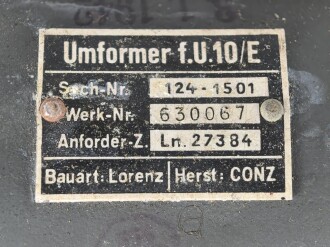 Umformer f.U.10/E
Sach-Nr. 124-1501
Werk-Nr. 630067
Anforder-Z. Ln.27384
Bauart: Lorenz Herst: CONZ